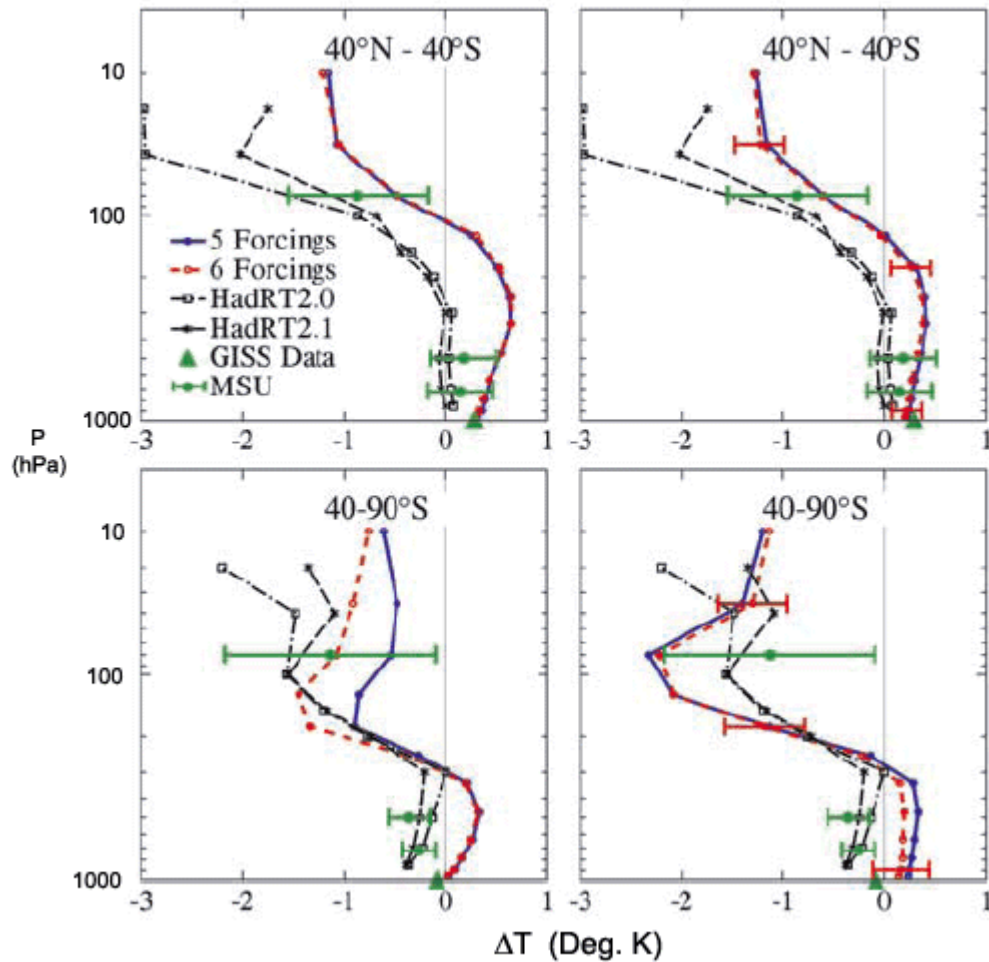 40°N - 40°S
40°N - 40°S
10
100
1000
5 Forcings
6 Forcings
HadRT2.0
HadRT2.1
GISS Data
MSU
P
(hPa)
-3 -2 -1 0 1
-3 -2 -1 0 1
40-90°S
40-90°S
10
100
1000
-3 -2 -1 0 1
-3 -2 -1 0 1
ΔT (Deg. K)